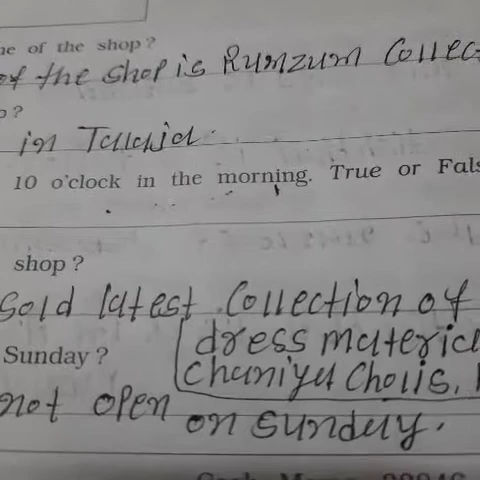 ne of the shop?
of the shop is Rumzum Collec
?
in Talaja.
10 o'clock in the morning. True or Fals
shop?
Sold latest Collection of
dress materia
Sunday?
Chaniya Cholis,
not open on Sunday.